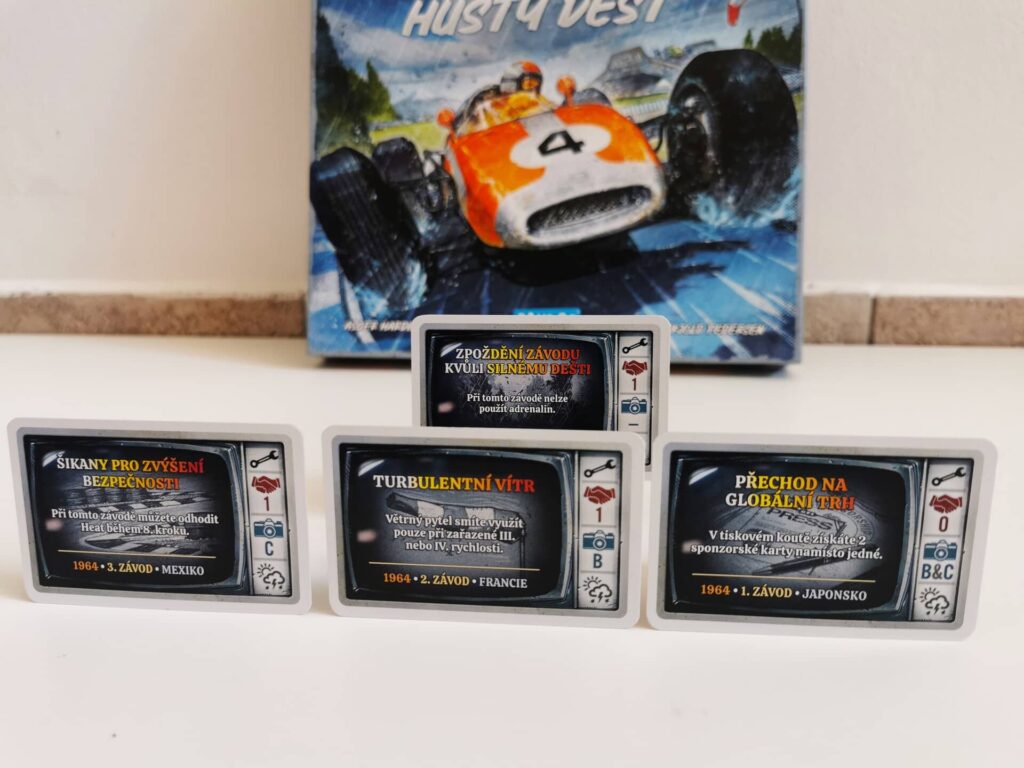 HUSTÝ DÉŠŤ
4
ZPOŽDĚNÍ ZÁVODU
KVŮLI SILNÉMU DEŠTI
Při tomto závodě nelze
použít adrenalin.
1
–
ŠIKANY PRO ZVÝŠENÍ
BEZPEČNOSTI
Při tomto závodě můžete odhodit
Heat během 8. kroku.
1964 • 3. ZÁVOD • MEXIKO
1
C
TURBULENTNÍ VÍTR
Větrný pytel smíte využít
pouze při zařazené III.
nebo IV. rychlosti.
1964 • 2. ZÁVOD • FRANCIE
1
B
PŘECHOD NA
GLOBÁLNÍ TRH
PRESS
V tiskovém koutě získáte 2
sponzorské karty namísto jedné.
1964 • 1. ZÁVOD • JAPONSKO
0
B&C